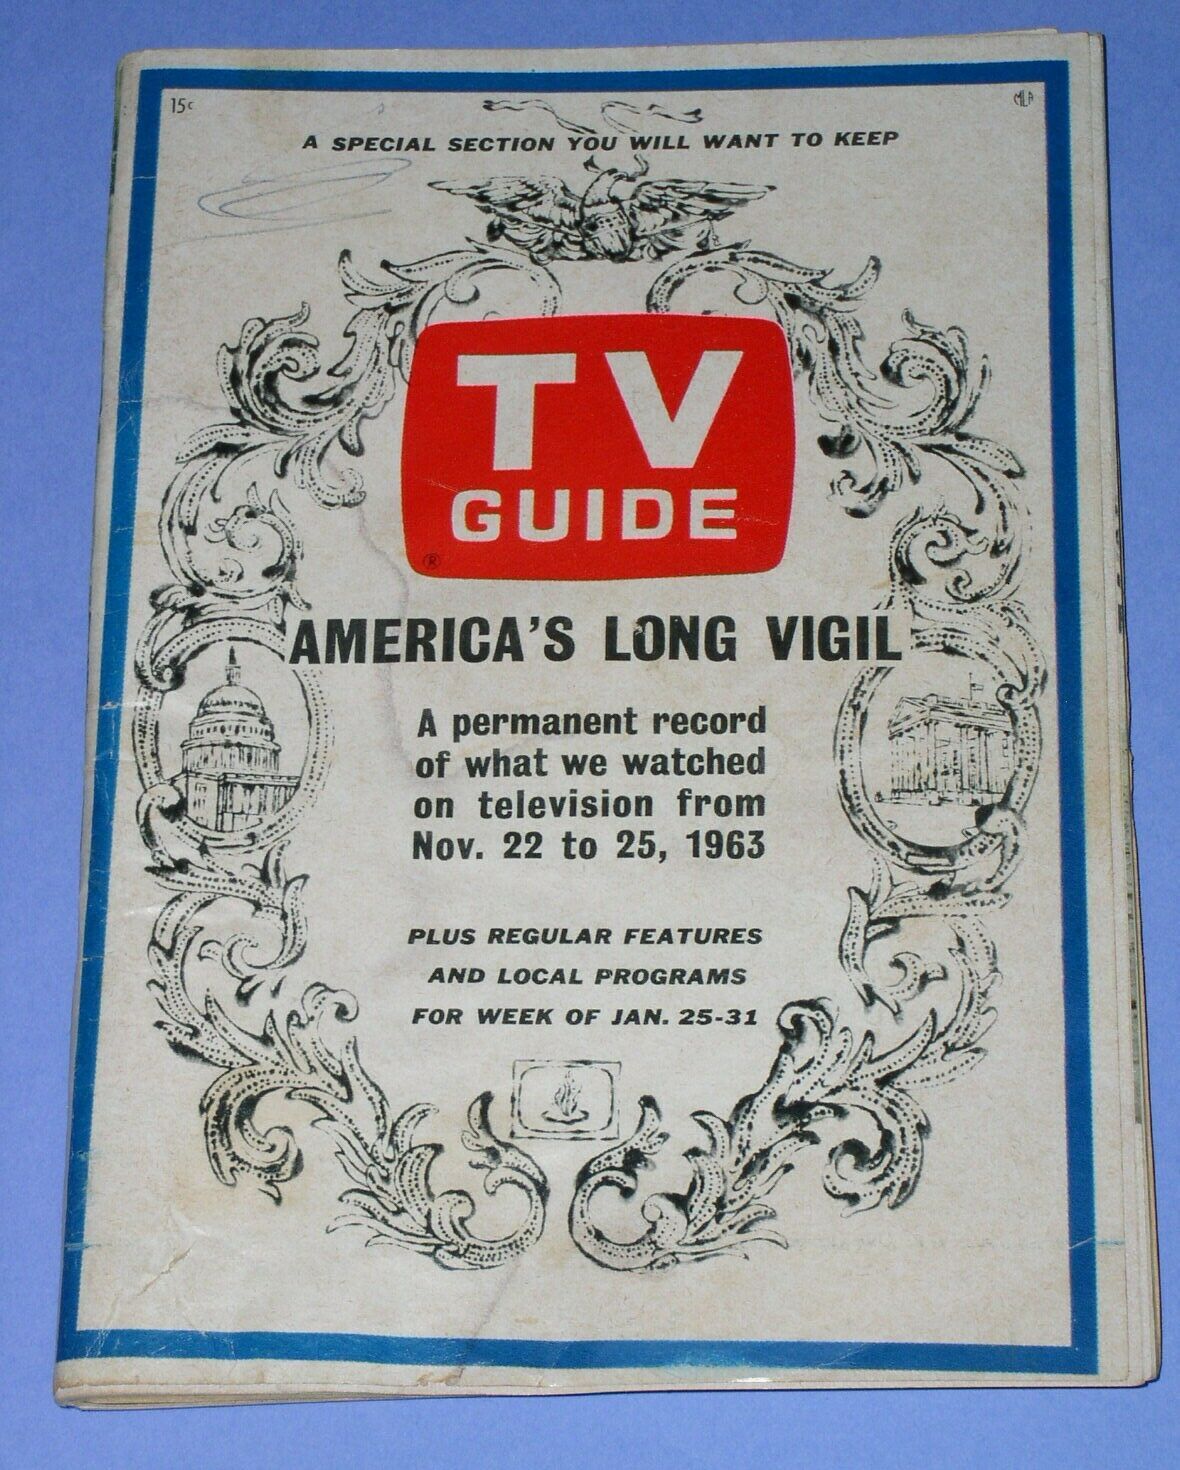 15c
MLA
A SPECIAL SECTION YOU WILL WANT TO KEEP
TV
GUIDE
®
AMERICA'S LONG VIGIL
A permanent record
of what we watched
on television from
Nov. 22 to 25, 1963
PLUS REGULAR FEATURES
AND LOCAL PROGRAMS
FOR WEEK OF JAN. 25-31